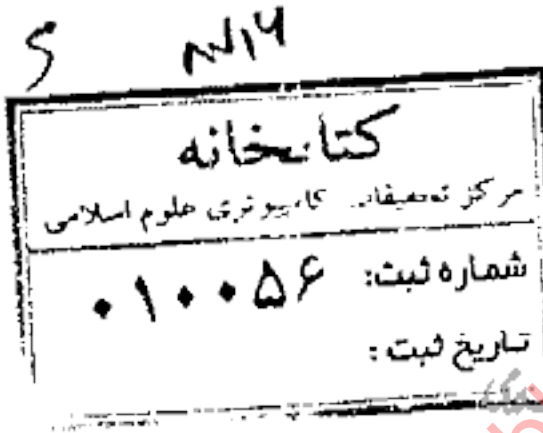 کتابخانه
مرکز تحقیقات کامپیوتری علوم اسلامی
شماره ثبت: ۰۱۰۰۵۶
تاریخ ثبت: